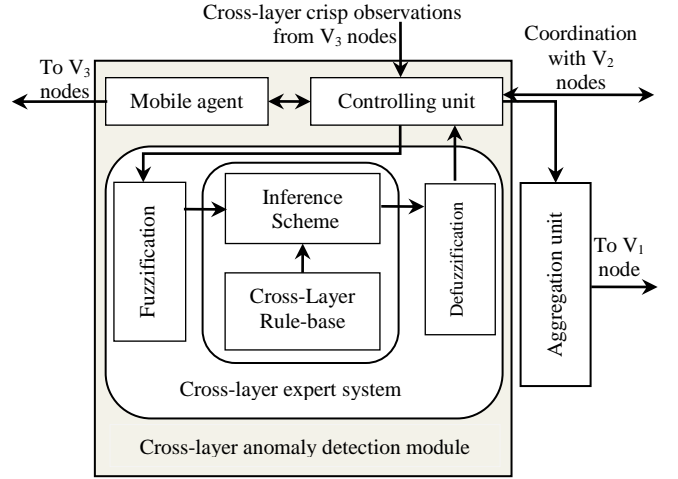 Cross-layer crisp observations
from V₃ nodes
Coordination
with V₂
nodes
To V₃
nodes
Mobile agent
Controlling unit
Fuzzification
Inference
Scheme
Cross-Layer
Rule-base
Defuzzification
Aggregation unit
To V₁
node
Cross-layer expert system
Cross-layer anomaly detection module